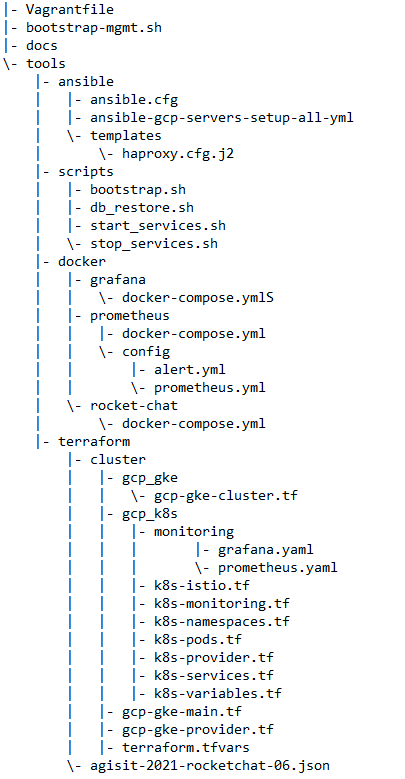 |- Vagrantfile
|- bootstrap-mgmt.sh
|- docs
\- tools
    |- ansible
    |   |- ansible.cfg
    |   |- ansible-gcp-servers-setup-all-yml
    |   \- templates
    |       \- haproxy.cfg.j2
    |- scripts
    |   |- bootstrap.sh
    |   |- db_restore.sh
    |   |- start_services.sh
    |   \- stop_services.sh
    |- docker
    |   |- grafana
    |   |   \- docker-compose.ymlS
    |   |- prometheus
    |   |   |- docker-compose.yml
    |   |   \- config
    |   |       |- alert.yml
    |   |       \- prometheus.yml
    |   \- rocket-chat
    |       \- docker-compose.yml
    |- terraform
        |- cluster
        |   |- gcp_gke
        |   |   \- gcp-gke-cluster.tf
        |   |- gcp_k8s
        |   |   |- monitoring
        |   |   |       |- grafana.yaml
        |   |   |       \- prometheus.yaml
        |   |   |- k8s-istio.tf
        |   |   |- k8s-monitoring.tf
        |   |   |- k8s-namespaces.tf
        |   |   |- k8s-pods.tf
        |   |   |- k8s-provider.tf
        |   |   |- k8s-services.tf
        |   |   |- k8s-variables.tf
        |   |- gcp-gke-main.tf
        |   |- gcp-gke-provider.tf
        |   |- terraform.tfvars
        \- agisit-2021-rocketchat-06.json